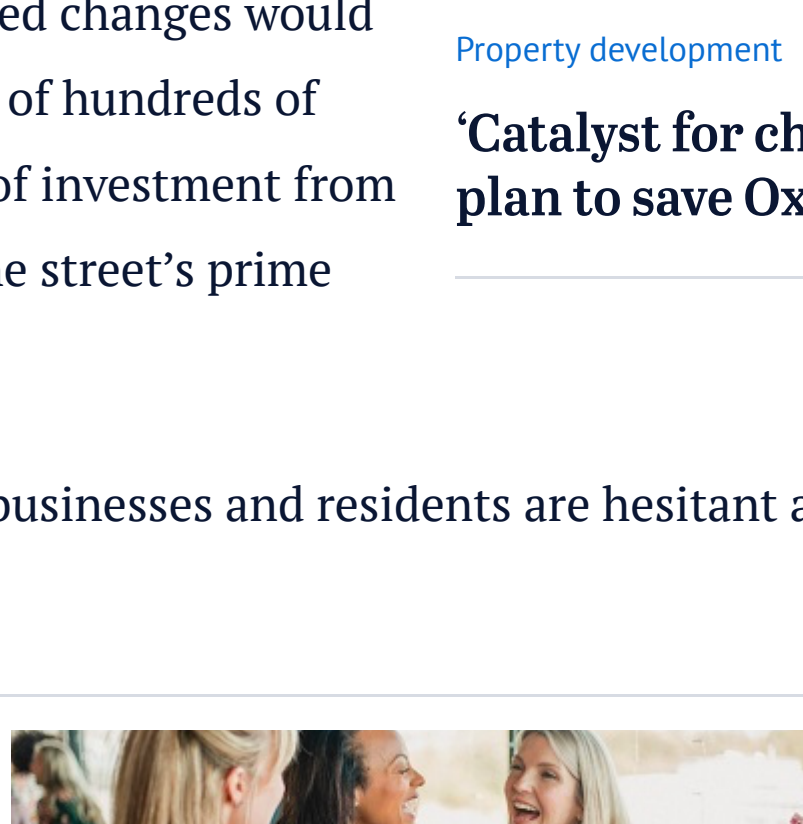 ed changes would
of hundreds of
of investment from
e street’s prime
Property development
‘Catalyst for ch
plan to save Ox
businesses and residents are hesitant a